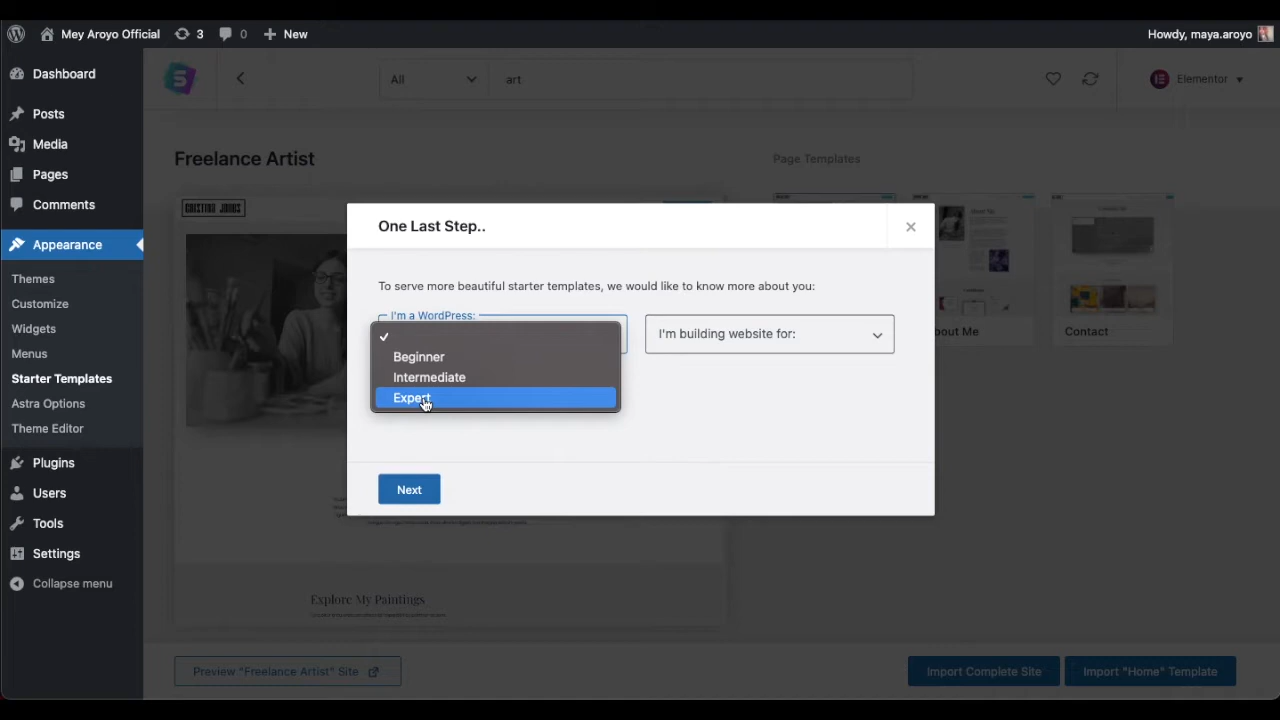 Mey Aroyo Official
3
0
New
Howdy, maya.aroyo
Dashboard
Posts
Media
Pages
Comments
Appearance
Themes
Customize
Widgets
Menus
Starter Templates
Astra Options
Theme Editor
Plugins
Users
Tools
Settings
Collapse menu
All
art
Elementor
Freelance Artist
Page Templates
One Last Step..
To serve more beautiful starter templates, we would like to know more about you:
I'm a WordPress:
Beginner
Intermediate
Expert
I'm building website for:
Next
About Me
out Me
Contact
Explore My Paintings
Preview "Freelance Artist" Site
Import Complete Site
Import "Home" Template